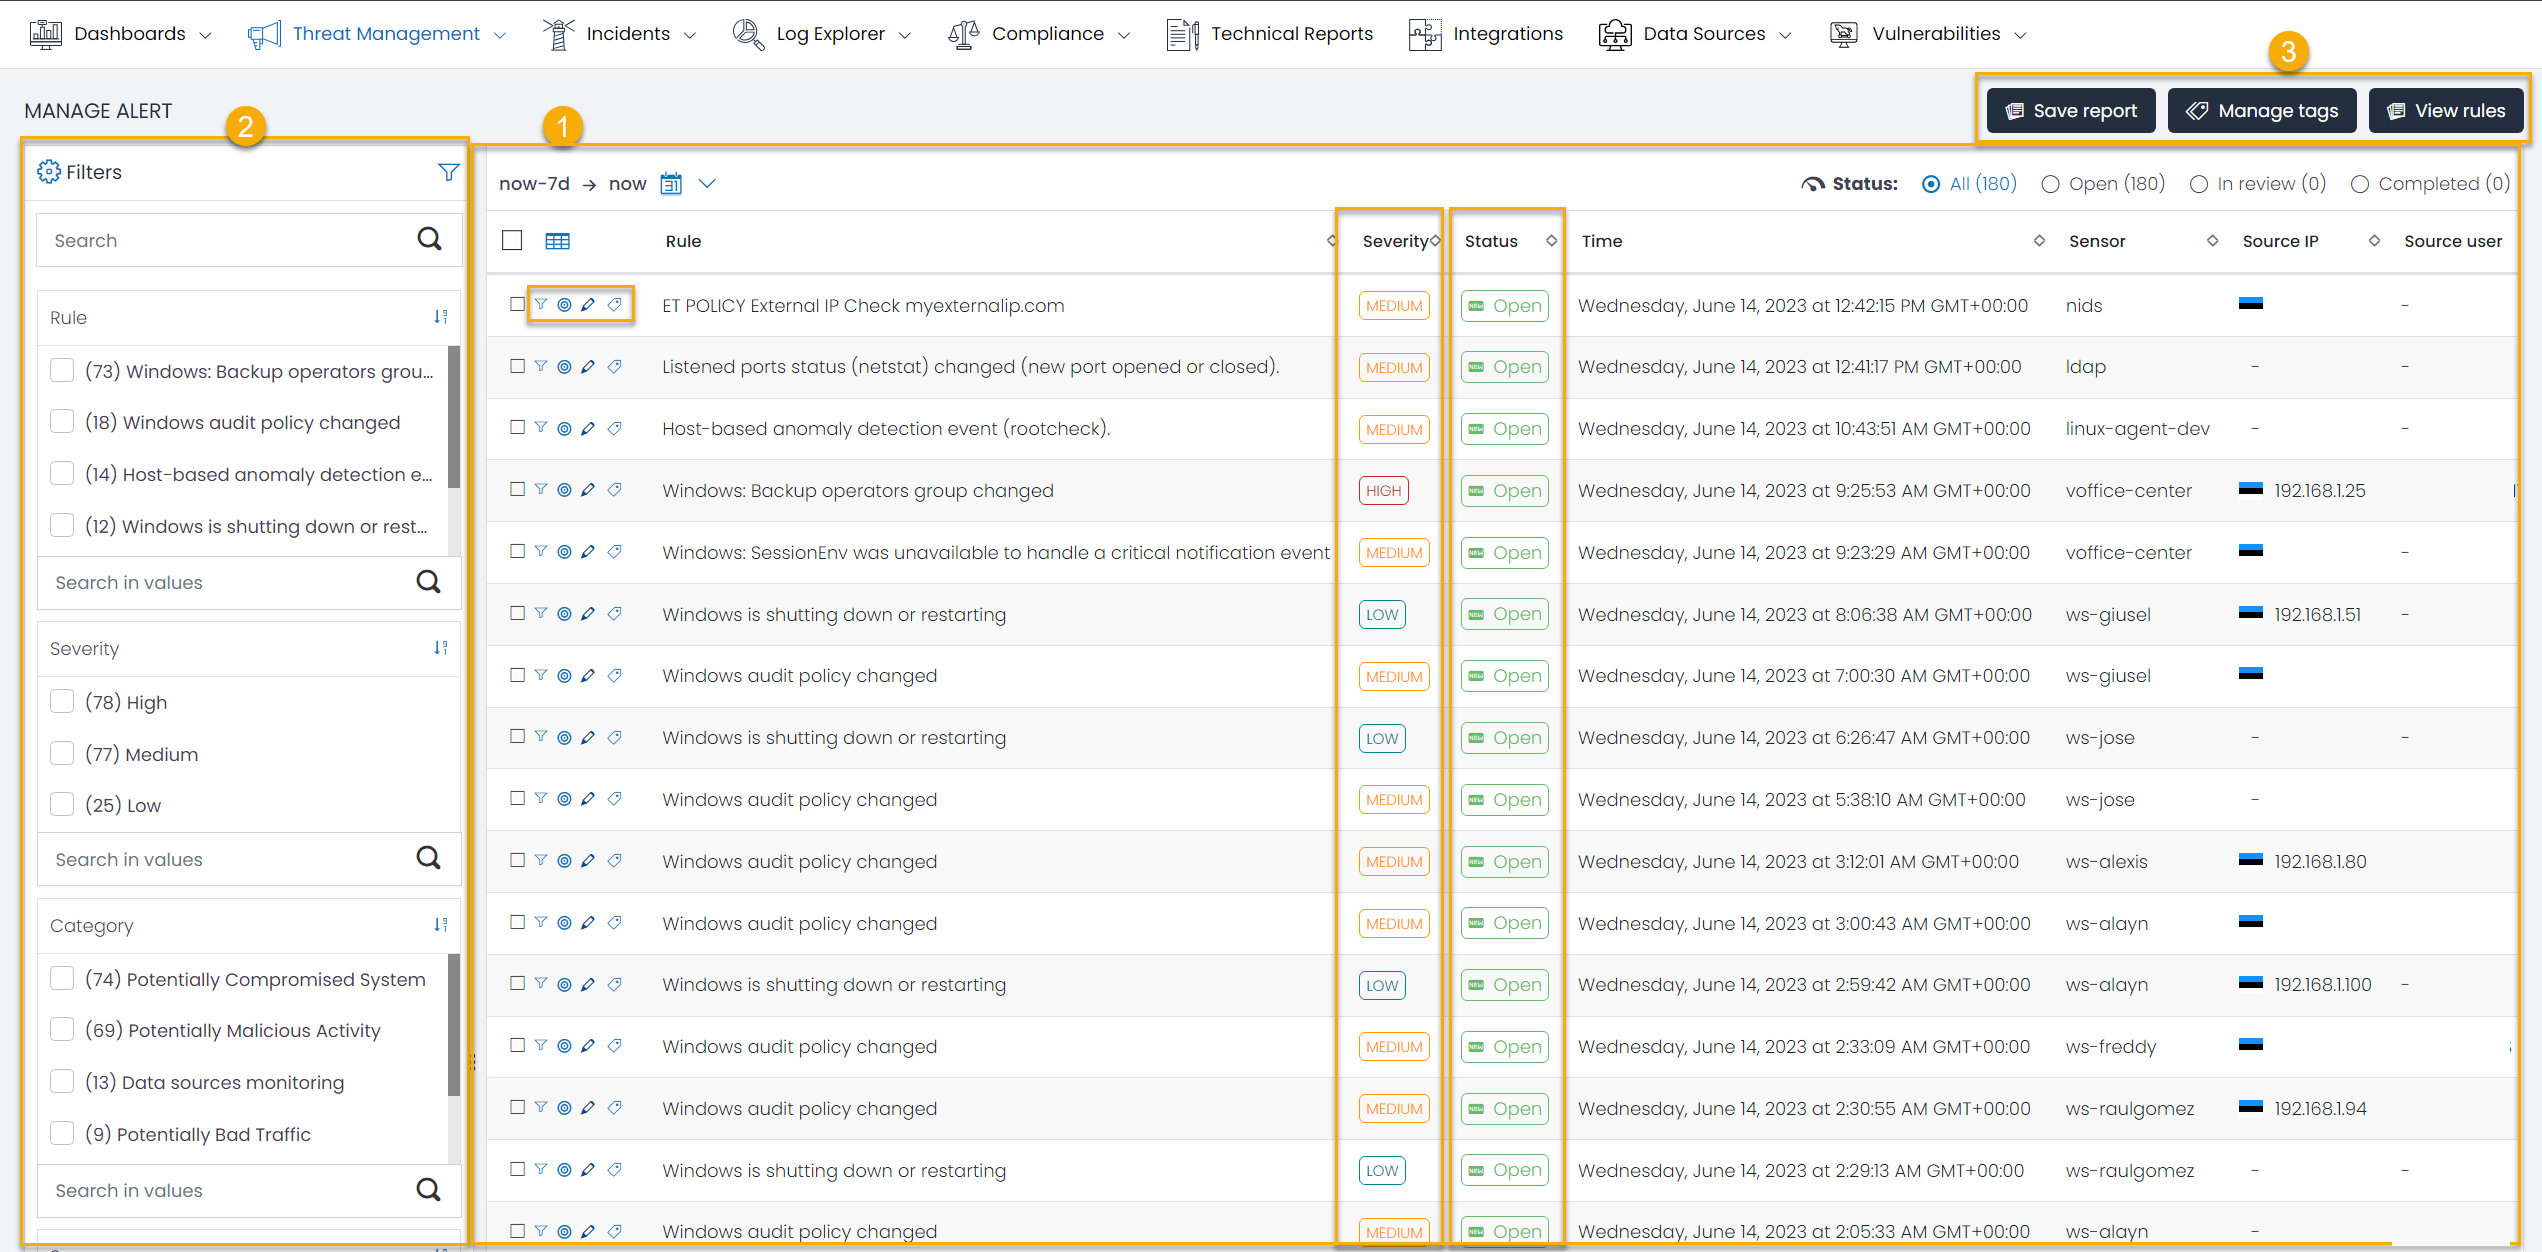 Dashboards Threat Management Incidents Log Explorer Compliance Technical Reports Integrations Data Sources Vulnerabilities
3
MANAGE ALERT
Save report Manage tags View rules
2
1
Filters
now-7d → now 31 Status: All (180) Open (180) In review (0) Completed (0)
Search
Rule Severity Status Time Sensor Source IP Source user
ET POLICY External IP Check myexternalip.com MEDIUM NEW Open Wednesday, June 14, 2023 at 12:42:15 PM GMT+00:00 nids -
Listened ports status (netstat) changed (new port opened or closed). MEDIUM NEW Open Wednesday, June 14, 2023 at 12:41:17 PM GMT+00:00 ldap - -
Host-based anomaly detection event (rootcheck). MEDIUM NEW Open Wednesday, June 14, 2023 at 10:43:51 AM GMT+00:00 linux-agent-dev - -
Windows: Backup operators group changed HIGH NEW Open Wednesday, June 14, 2023 at 9:25:53 AM GMT+00:00 voffice-center 192.168.1.25
Windows: SessionEnv was unavailable to handle a critical notification event MEDIUM NEW Open Wednesday, June 14, 2023 at 9:23:29 AM GMT+00:00 voffice-center -
Windows is shutting down or restarting LOW NEW Open Wednesday, June 14, 2023 at 8:06:38 AM GMT+00:00 ws-giusel 192.168.1.51 -
Windows audit policy changed MEDIUM NEW Open Wednesday, June 14, 2023 at 7:00:30 AM GMT+00:00 ws-giusel
Windows is shutting down or restarting LOW NEW Open Wednesday, June 14, 2023 at 6:26:47 AM GMT+00:00 ws-jose - -
Windows audit policy changed MEDIUM NEW Open Wednesday, June 14, 2023 at 5:38:10 AM GMT+00:00 ws-jose -
Windows audit policy changed MEDIUM NEW Open Wednesday, June 14, 2023 at 3:12:01 AM GMT+00:00 ws-alexis 192.168.1.80
Windows audit policy changed MEDIUM NEW Open Wednesday, June 14, 2023 at 3:00:43 AM GMT+00:00 ws-alayn
Windows is shutting down or restarting LOW NEW Open Wednesday, June 14, 2023 at 2:59:42 AM GMT+00:00 ws-alayn 192.168.1.100 -
Windows audit policy changed MEDIUM NEW Open Wednesday, June 14, 2023 at 2:33:09 AM GMT+00:00 ws-freddy
Windows audit policy changed MEDIUM NEW Open Wednesday, June 14, 2023 at 2:30:55 AM GMT+00:00 ws-raulgomez 192.168.1.94
Windows is shutting down or restarting LOW NEW Open Wednesday, June 14, 2023 at 2:29:13 AM GMT+00:00 ws-raulgomez - -
Windows audit policy changed MEDIUM NEW Open Wednesday, June 14, 2023 at 2:05:33 AM GMT+00:00 ws-alayn -
Rule
(73) Windows: Backup operators grou...
(18) Windows audit policy changed
(14) Host-based anomaly detection e...
(12) Windows is shutting down or rest...
Search in values
Severity
(78) High
(77) Medium
(25) Low
Search in values
Category
(74) Potentially Compromised System
(69) Potentially Malicious Activity
(13) Data sources monitoring
(9) Potentially Bad Traffic
Search in values